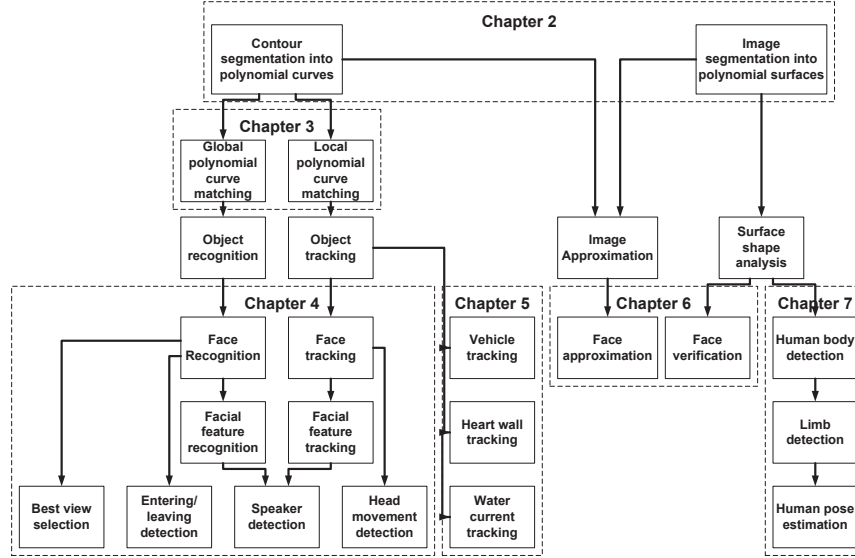 Chapter 2
Contour
segmentation into
polynomial curves
Image
segmentation into
polynomial surfaces
Chapter 3
Global
polynomial
curve
matching
Local
polynomial
curve
matching
Object
recognition
Object
tracking
Image
Approximation
Surface
shape
analysis
Chapter 4
Chapter 5
Chapter 6
Chapter 7
Face
Recognition
Face
tracking
Vehicle
tracking
Face
approximation
Face
verification
Human body
detection
Facial
feature
recognition
Facial
feature
tracking
Heart wall
tracking
Limb
detection
Best view
selection
Entering/
leaving
detection
Speaker
detection
Head
movement
detection
Water
current
tracking
Human pose
estimation